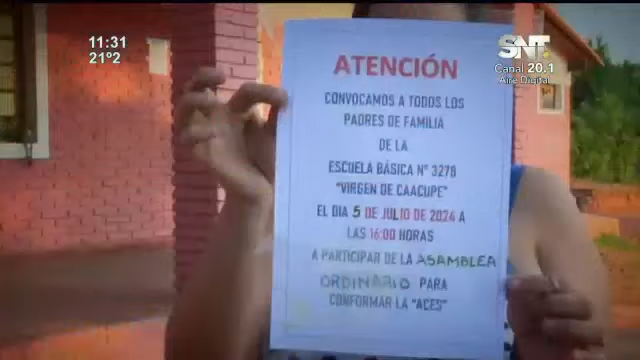 11:31
21°2
SNT
Canal 20.1
Aire Digital
ATENCIÓN
CONVOCAMOS A TODOS LOS
PADRES DE FAMILIA
DE LA
ESCUELA BÁSICA Nº 3278
"VIRGEN DE CAACUPE"
EL DIA 5 DE JULIO DE 2024 A
LAS 16:00 HORAS
A PARTICIPAR DE LA ASAMBLEA
ORDINARIO PARA
CONFORMAR LA "ACES"